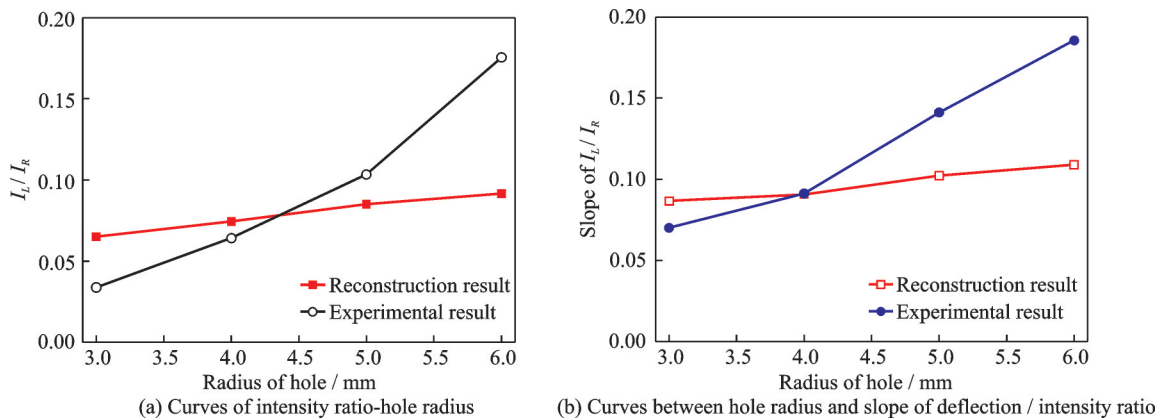 0.20
0.15
0.10
0.05
0.00
I_L / I_R
Reconstruction result
Experimental result
3.0 3.5 4.0 4.5 5.0 5.5 6.0
Radius of hole / mm
(a) Curves of intensity ratio-hole radius
0.20
0.15
0.10
0.05
0.00
Slope of I_L / I_R
Reconstruction result
Experimental result
3.0 3.5 4.0 4.5 5.0 5.5 6.0
Radius of hole / mm
(b) Curves between hole radius and slope of deflection / intensity ratio